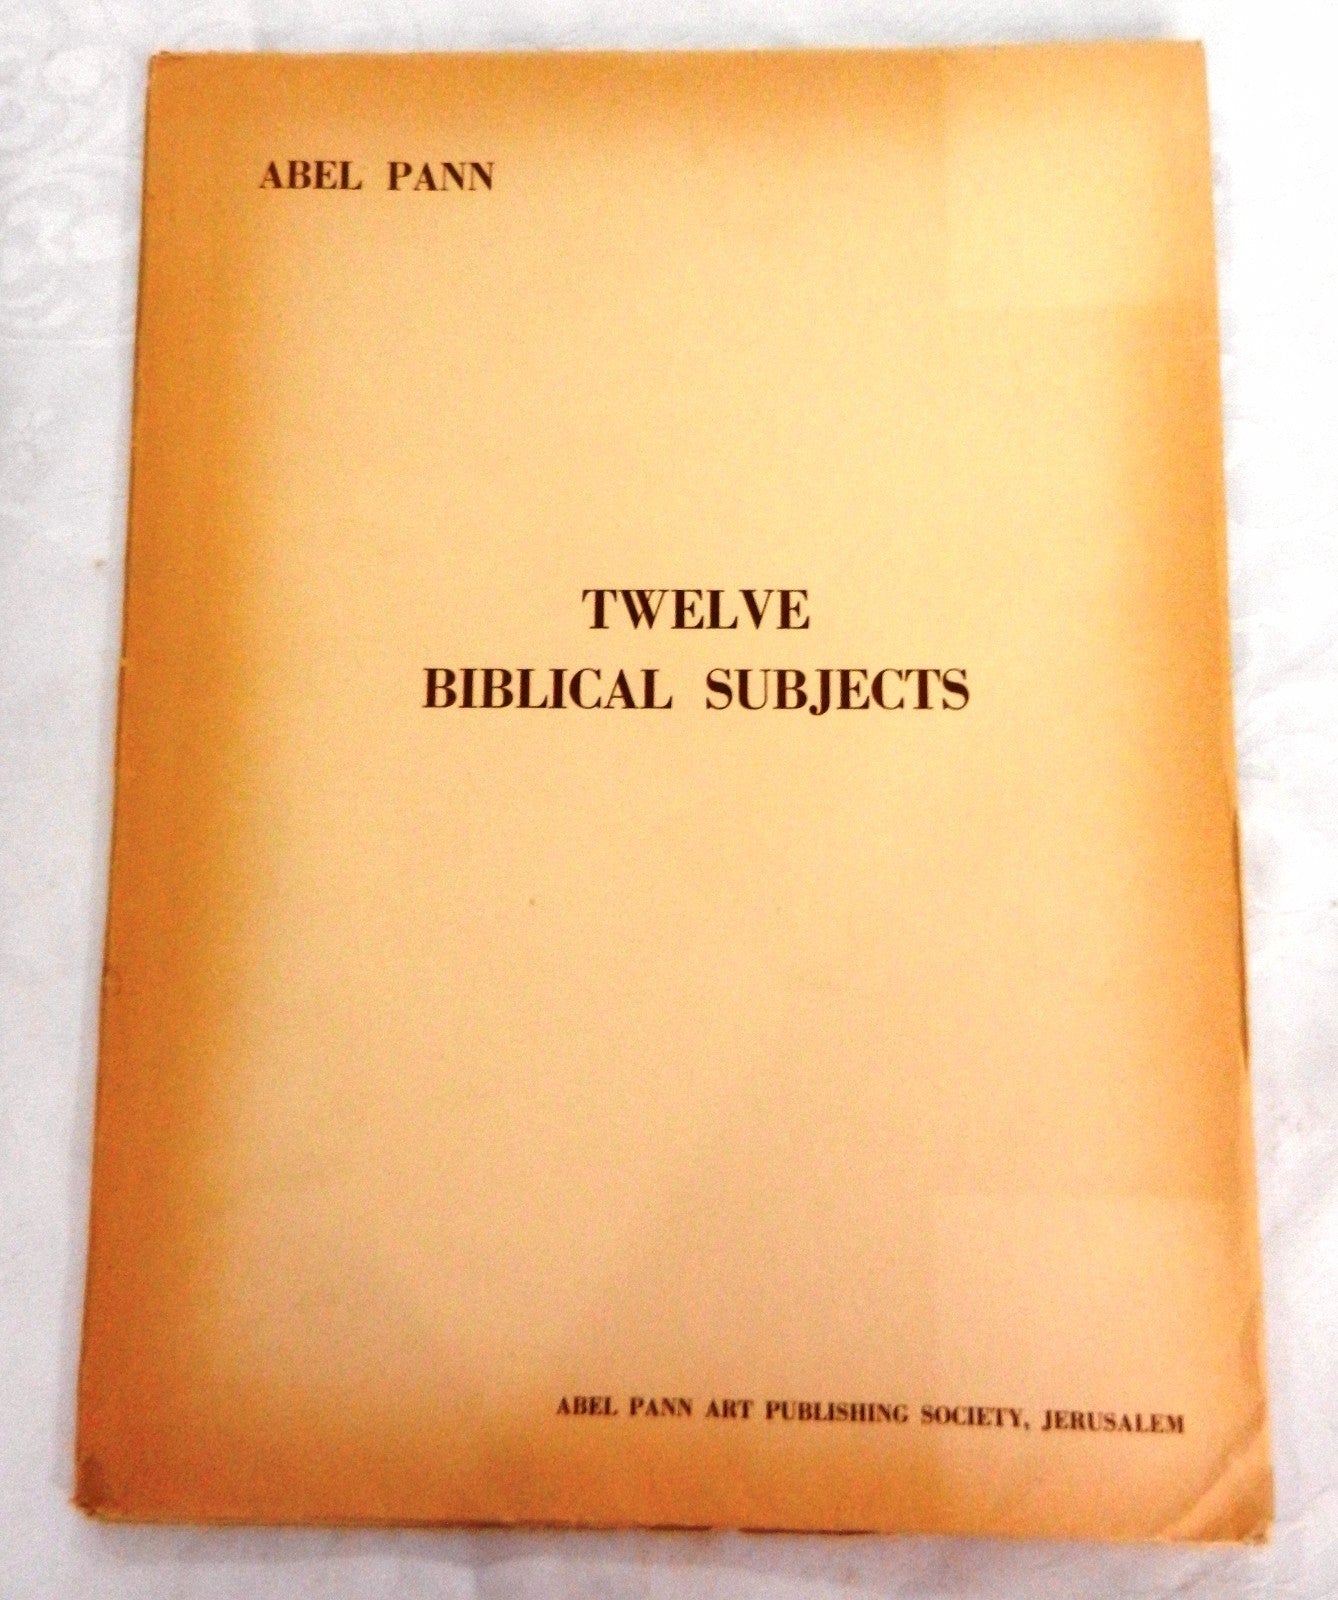 ABEL PANN
TWELVE
BIBLICAL SUBJECTS
ABEL PANN ART PUBLISHING SOCIETY, JERUSALEM